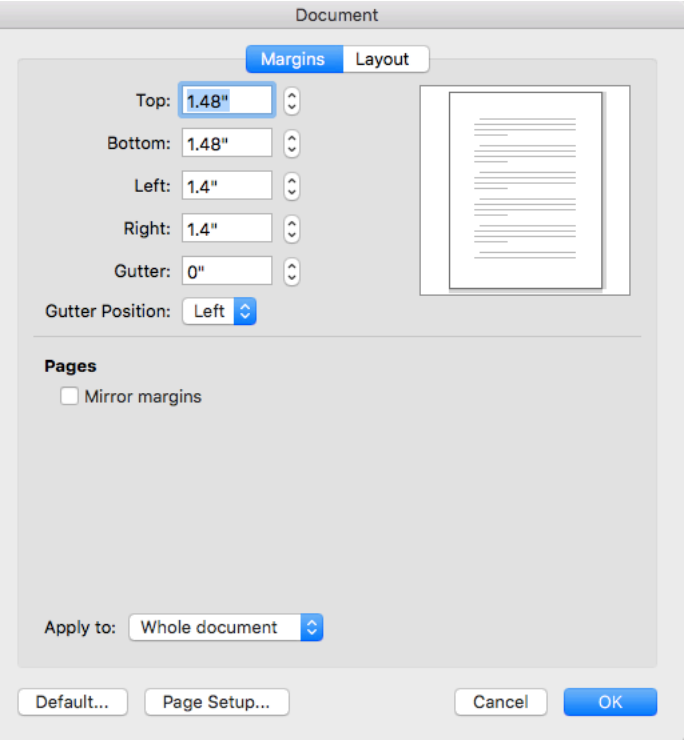 Document
Margins Layout
Top: 1.48"
Bottom: 1.48"
Left: 1.4"
Right: 1.4"
Gutter: 0"
Gutter Position: Left
Pages
Mirror margins
Apply to: Whole document
Default... Page Setup... Cancel OK